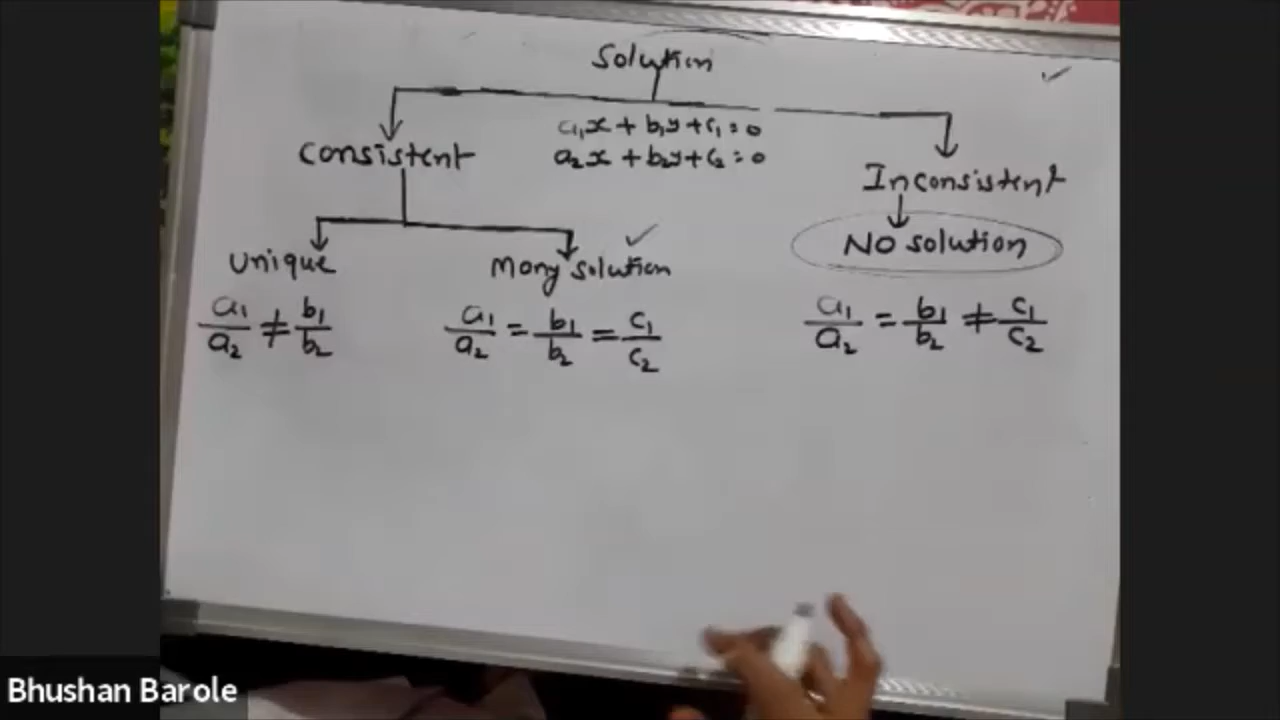 Solution
a₁x + b₁y + c₁ = 0
a₂x + b₂y + c₂ = 0
Consistent
Inconsistent
NO solution
Unique
Many solution
a₁/a₂ ≠ b₁/b₂
a₁/a₂ = b₁/b₂ = c₁/c₂
a₁/a₂ = b₁/b₂ ≠ c₁/c₂
Bhushan Barole